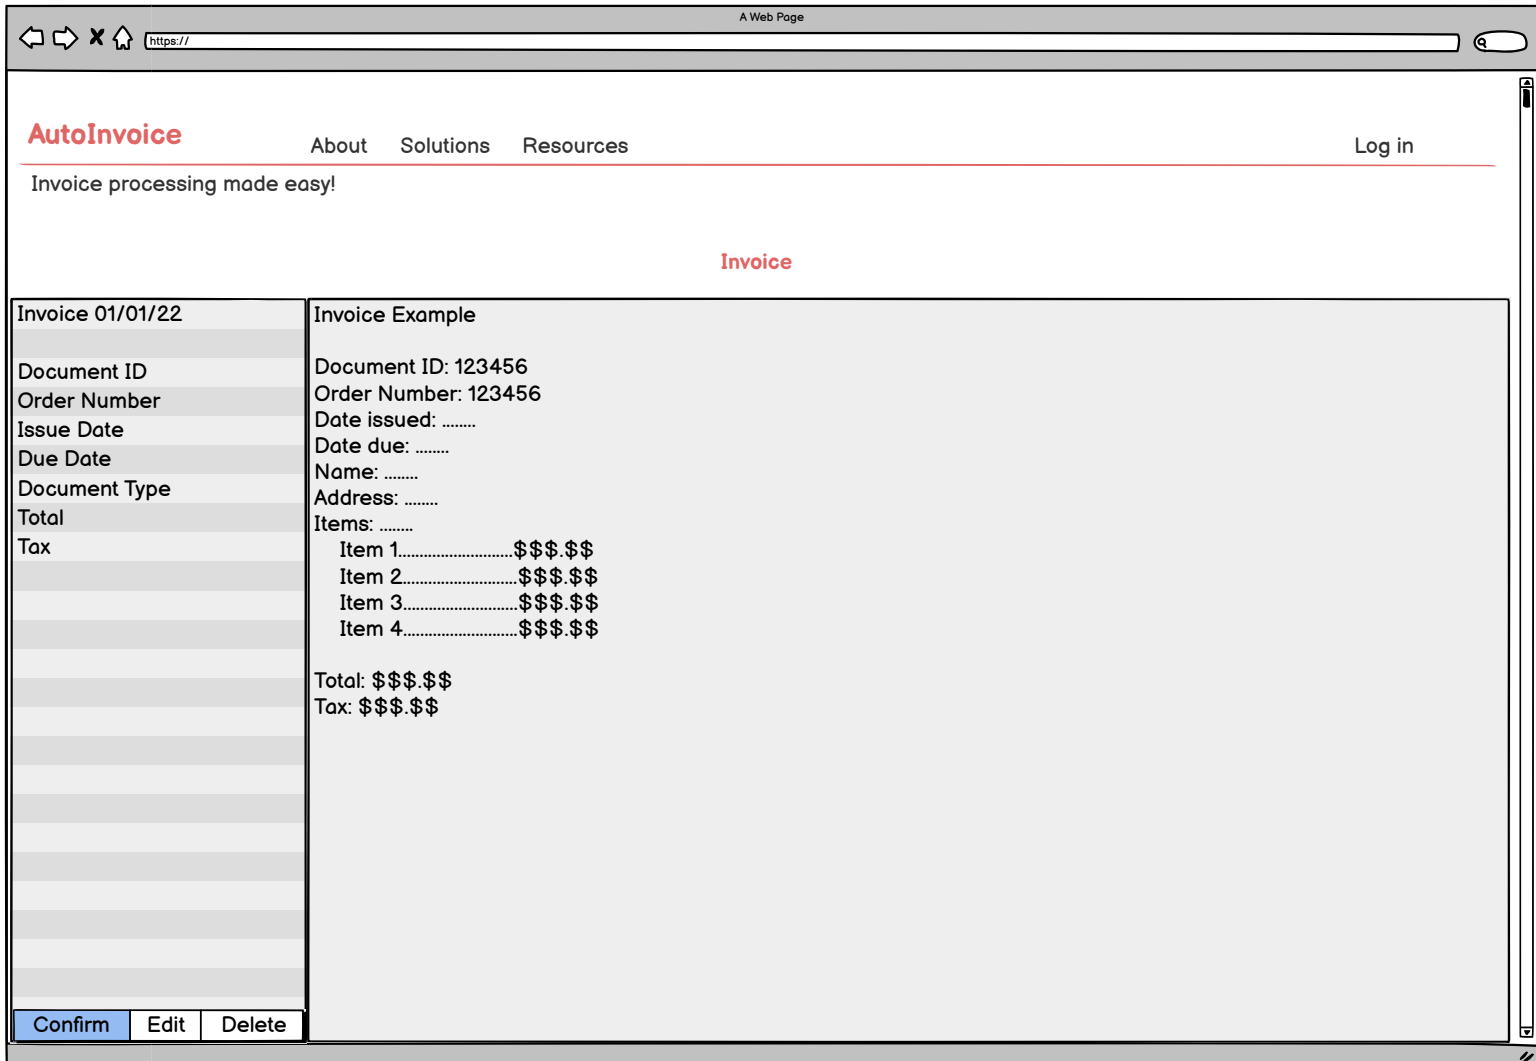 A Web Page
https://
AutoInvoice
About Solutions Resources Log in
Invoice processing made easy!
Invoice
Invoice 01/01/22
Document ID
Order Number
Issue Date
Due Date
Document Type
Total
Tax
Confirm Edit Delete
Invoice Example
Document ID: 123456
Order Number: 123456
Date issued: ........
Date due: ........
Name: ........
Address: ........
Items: ........
Item 1...........................$$$.$$
Item 2...........................$$$.$$
Item 3...........................$$$.$$
Item 4...........................$$$.$$
Total: $$$.$$
Tax: $$$.$$